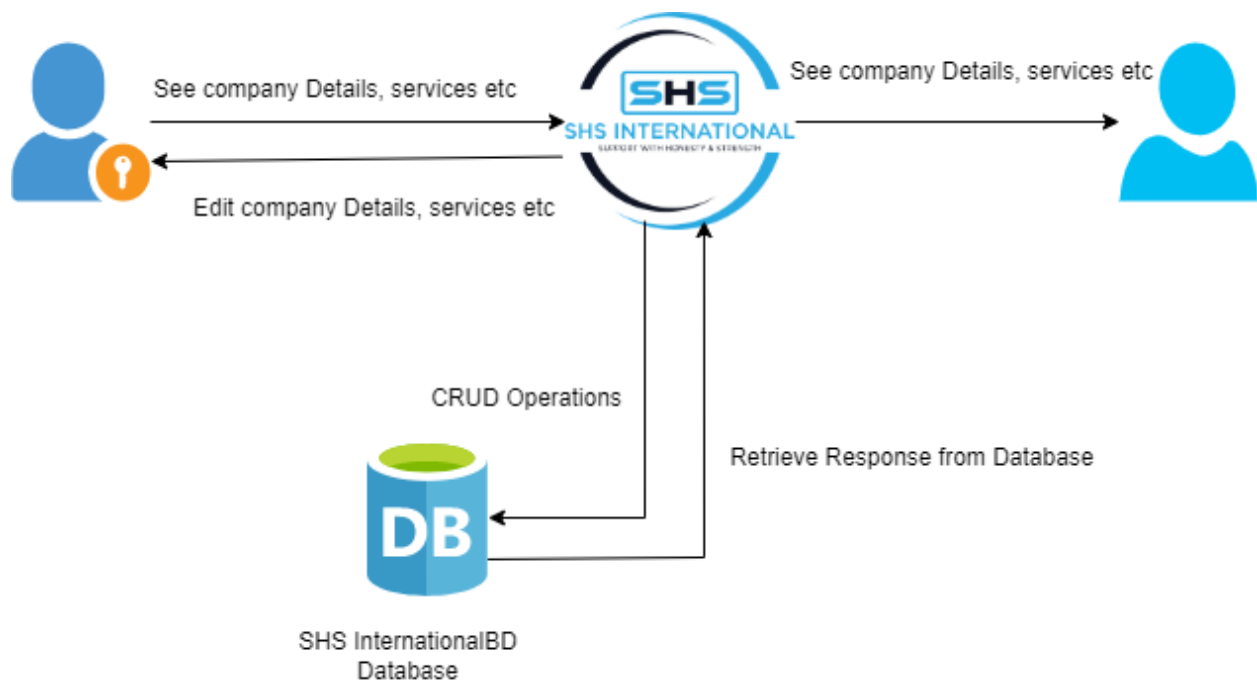 See company Details, services etc
SHS
SHS INTERNATIONAL
SUPPORT WITH HONESTY & STRENGTH
See company Details, services etc
Edit company Details, services etc
CRUD Operations
Retrieve Response from Database
DB
SHS InternationalBD
Database